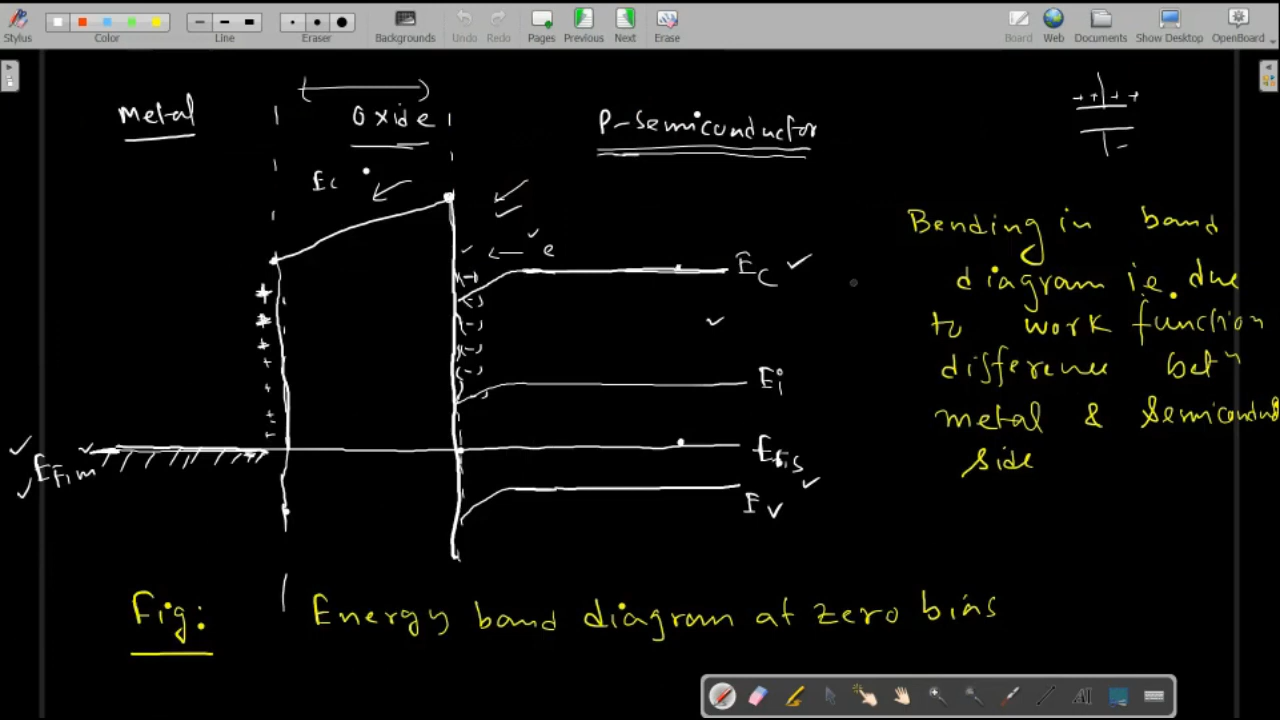 Stylus
Color
Line
Eraser
Backgrounds
Undo
Redo
Pages
Previous
Next
Erase
Board
Web
Documents
Show Desktop
OpenBoard
Metal
Oxide
P-Semiconductor
Ec
e
Ec
Ei
EFm
EFs
Ev
Bending in band
diagram i.e. due
to work function
difference betn
metal & Semiconduc
side
Fig:
Energy band diagram at zero bias